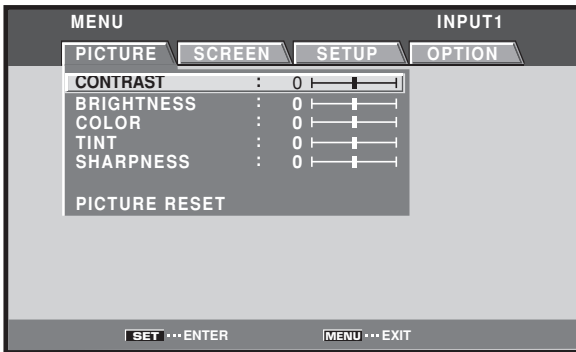 MENU INPUT1
PICTURE SCREEN SETUP OPTION
CONTRAST : 0
BRIGHTNESS : 0
COLOR : 0
TINT : 0
SHARPNESS : 0
PICTURE RESET
SET ··· ENTER MENU ··· EXIT